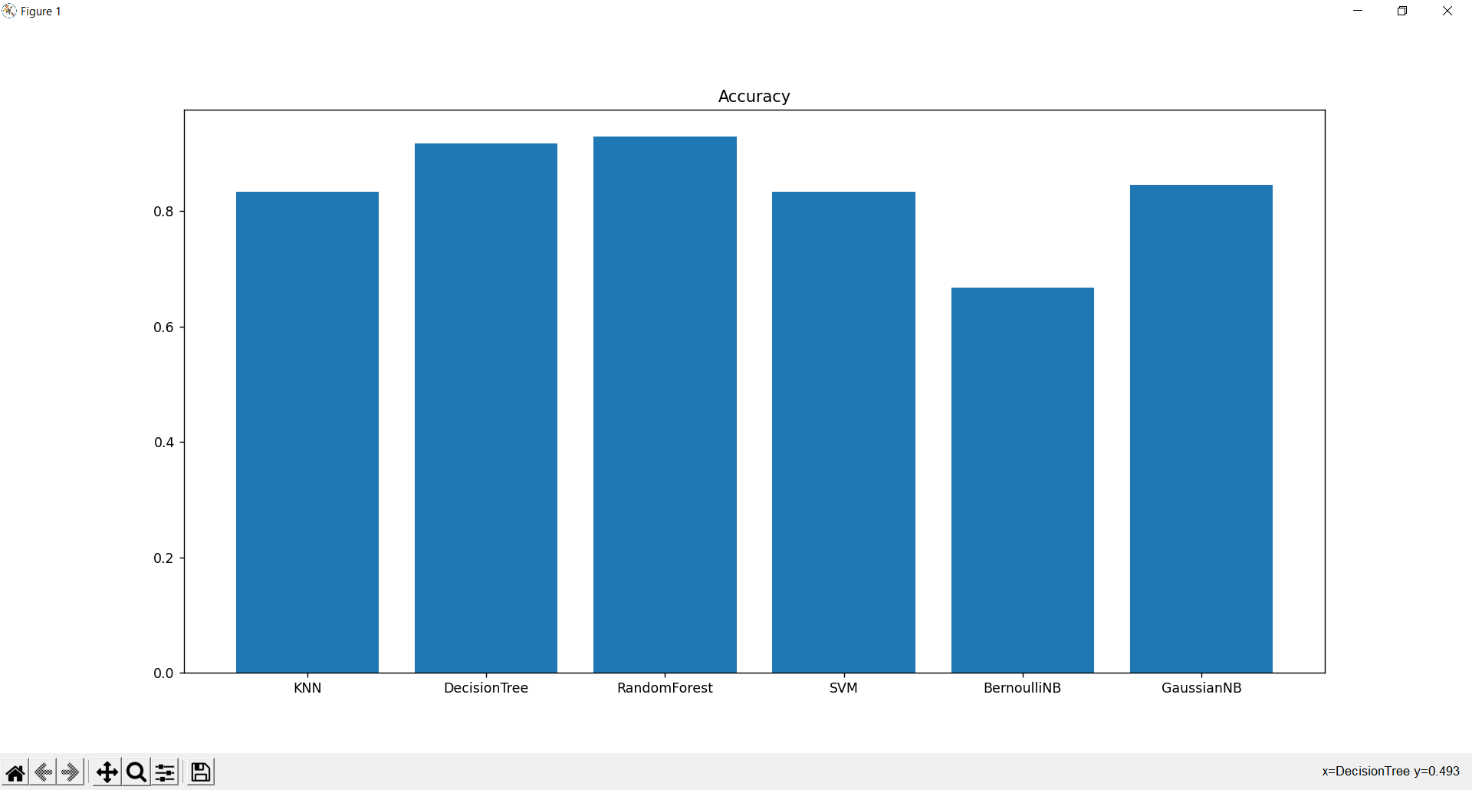 Figure 1
Accuracy
0.8
0.6
0.4
0.2
0.0
KNN DecisionTree RandomForest SVM BernoulliNB GaussianNB
x=DecisionTree y=0.493